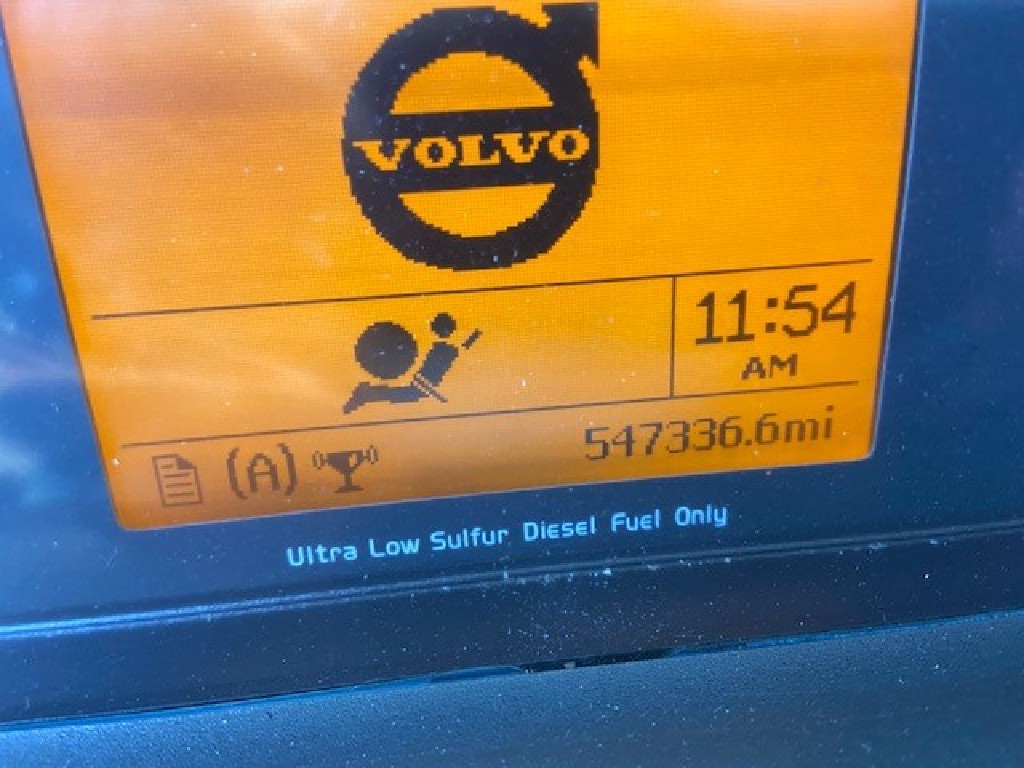 VOLVO
11:54
AM
(A)
547336.6mi
Ultra Low Sulfur Diesel Fuel Only